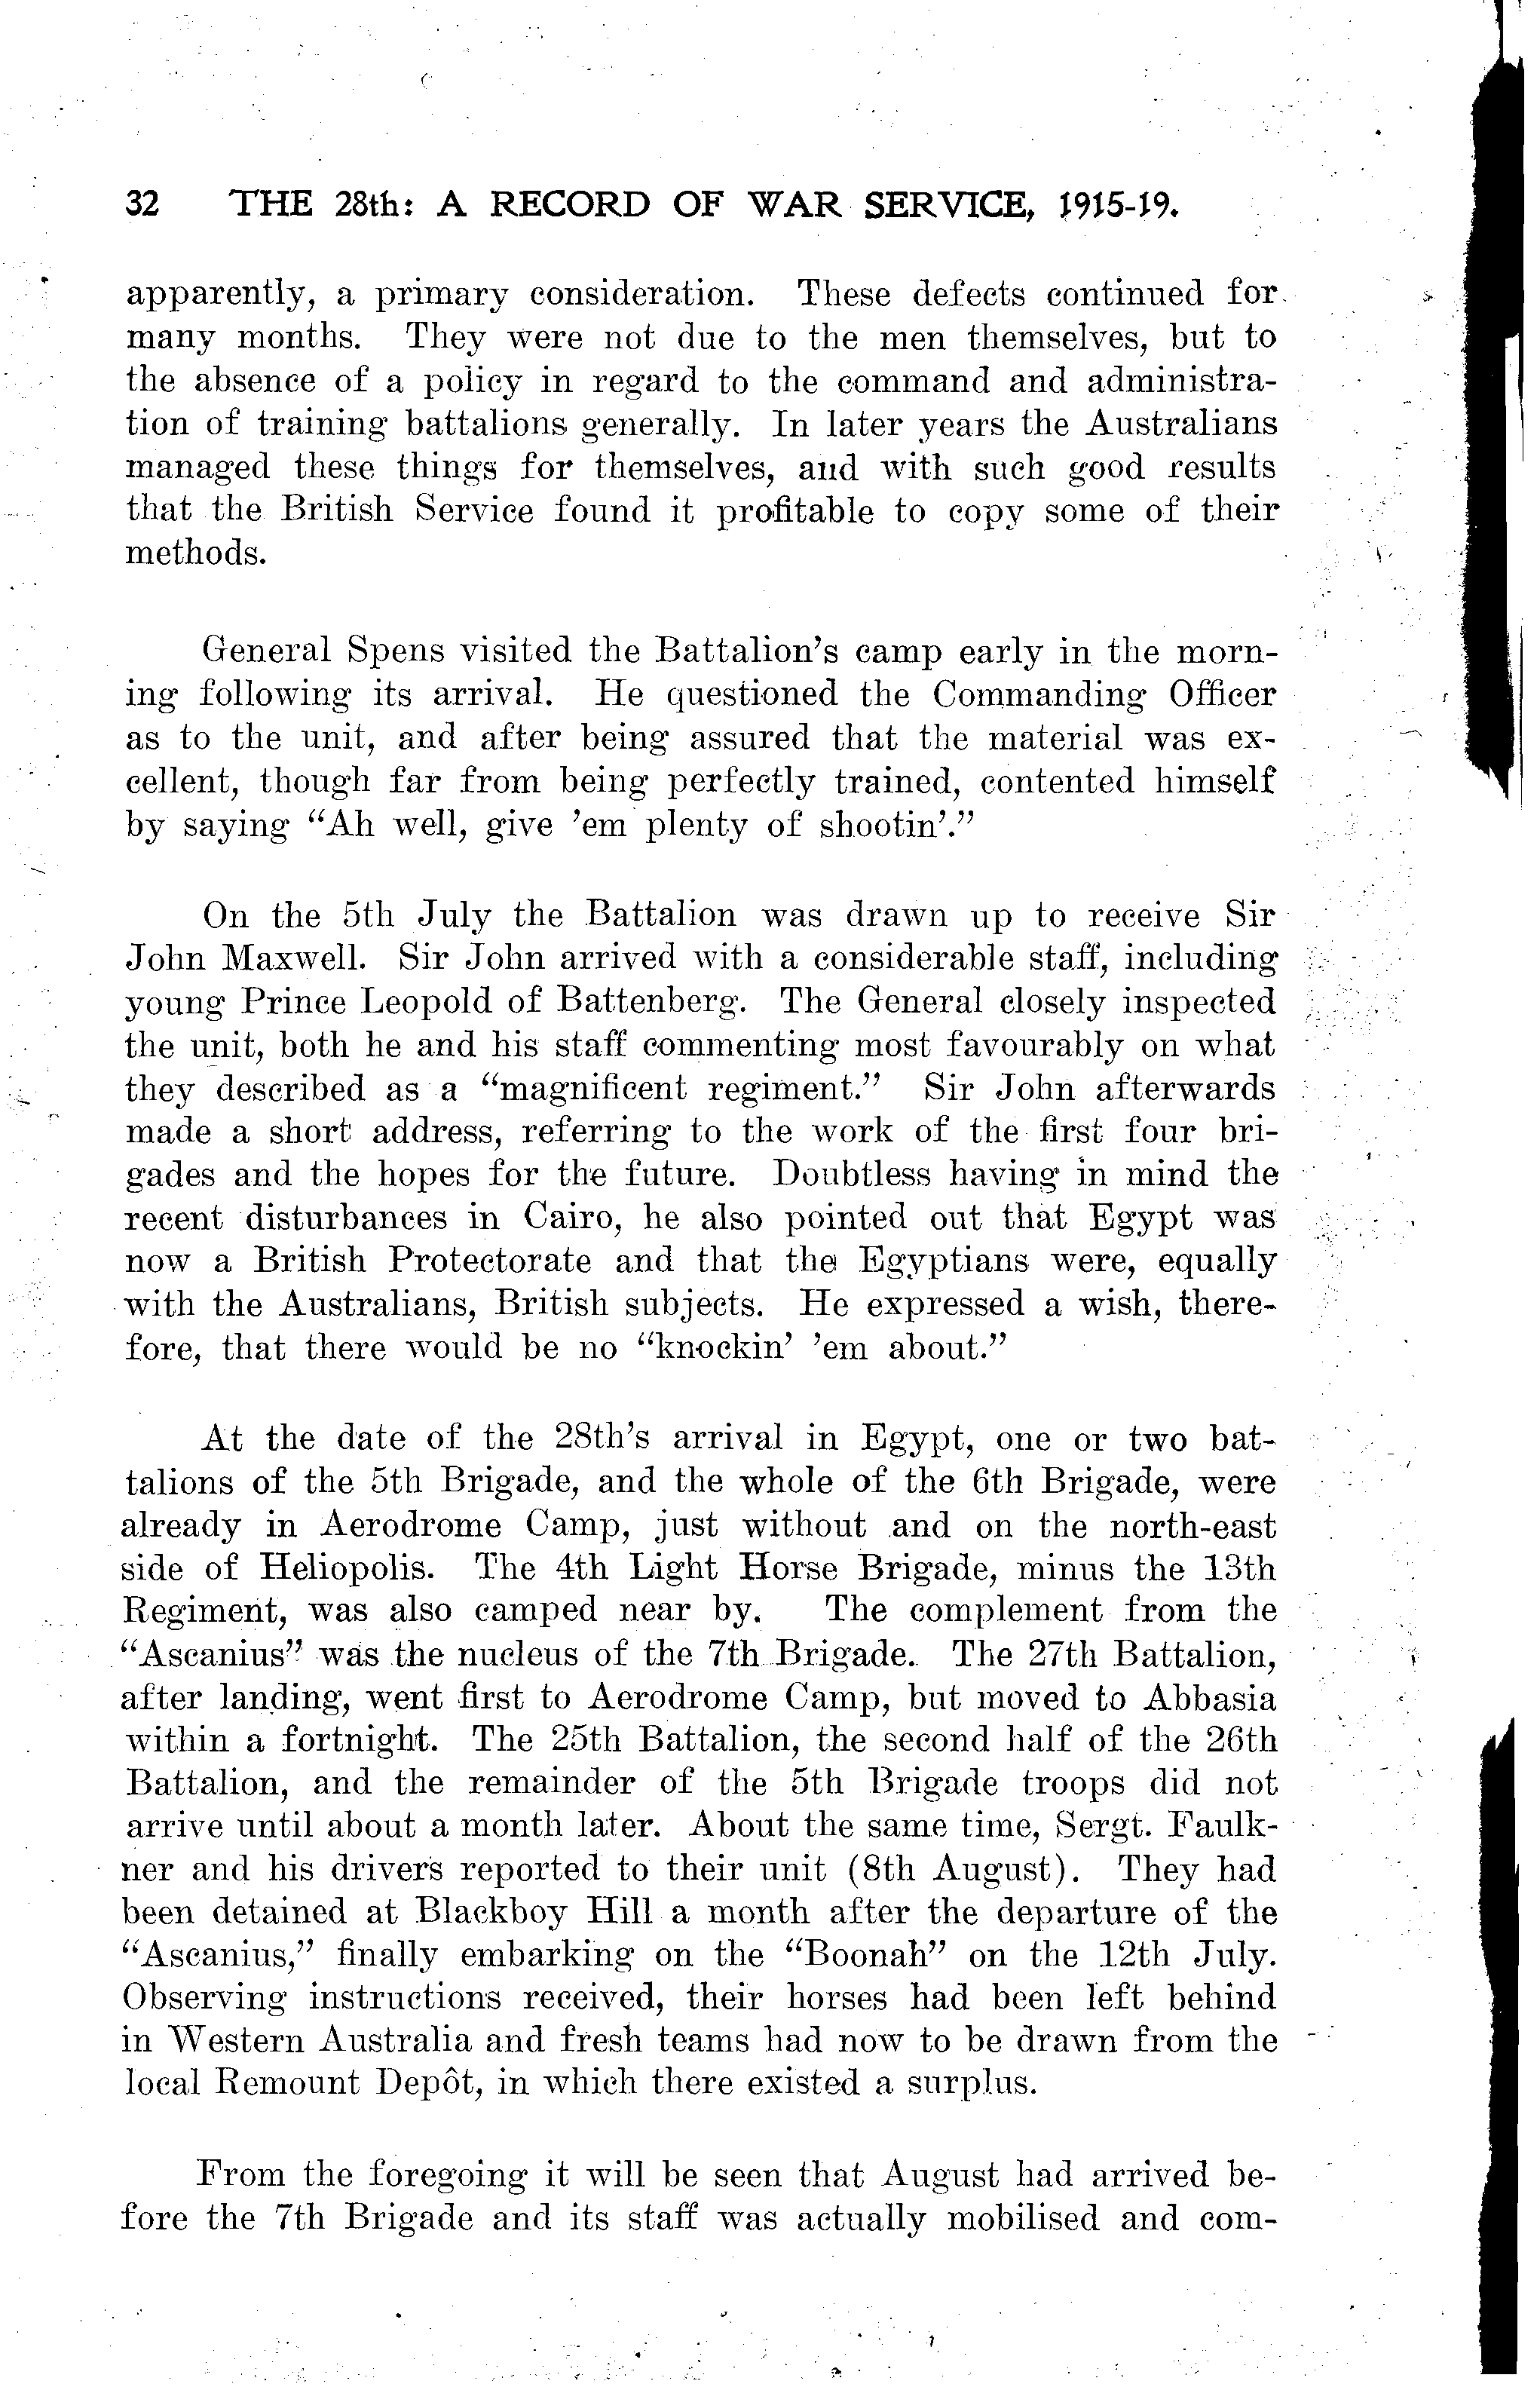 32 THE 28th: A RECORD OF WAR SERVICE, 1915-19.
apparently, a primary consideration. These defects continued for
many months. They were not due to the men themselves, but to
the absence of a policy in regard to the command and administra-
tion of training battalions generally. In later years the Australians
managed these things for themselves, and with such good results
that the British Service found it profitable to copy some of their
methods.
General Spens visited the Battalion's camp early in the morn-
ing following its arrival. He questioned the Commanding Officer
as to the unit, and after being assured that the material was ex-
cellent, though far from being perfectly trained, contented himself
by saying "Ah well, give 'em plenty of shootin'."
On the 5th July the Battalion was drawn up to receive Sir
John Maxwell. Sir John arrived with a considerable staff, including
young Prince Leopold of Battenberg. The General closely inspected
the unit, both he and his staff commenting most favourably on what
they described as a "magnificent regiment." Sir John afterwards
made a short address, referring to the work of the first four bri-
gades and the hopes for the future. Doubtless having in mind the
recent disturbances in Cairo, he also pointed out that Egypt was
now a British Protectorate and that the Egyptians were, equally
with the Australians, British subjects. He expressed a wish, there-
fore, that there would be no "knockin' 'em about."
At the date of the 28th's arrival in Egypt, one or two bat-
talions of the 5th Brigade, and the whole of the 6th Brigade, were
already in Aerodrome Camp, just without and on the north-east
side of Heliopolis. The 4th Light Horse Brigade, minus the 13th
Regiment, was also camped near by. The complement from the
"Ascanius" was the nucleus of the 7th Brigade. The 27th Battalion,
after landing, went first to Aerodrome Camp, but moved to Abbasia
within a fortnight. The 25th Battalion, the second half of the 26th
Battalion, and the remainder of the 5th Brigade troops did not
arrive until about a month later. About the same time, Sergt. Faulk-
ner and his drivers reported to their unit (8th August). They had
been detained at Blackboy Hill a month after the departure of the
"Ascanius," finally embarking on the "Boonah" on the 12th July.
Observing instructions received, their horses had been left behind
in Western Australia and fresh teams had now to be drawn from the
local Remount Depôt, in which there existed a surplus.
From the foregoing it will be seen that August had arrived be-
fore the 7th Brigade and its staff was actually mobilised and com-